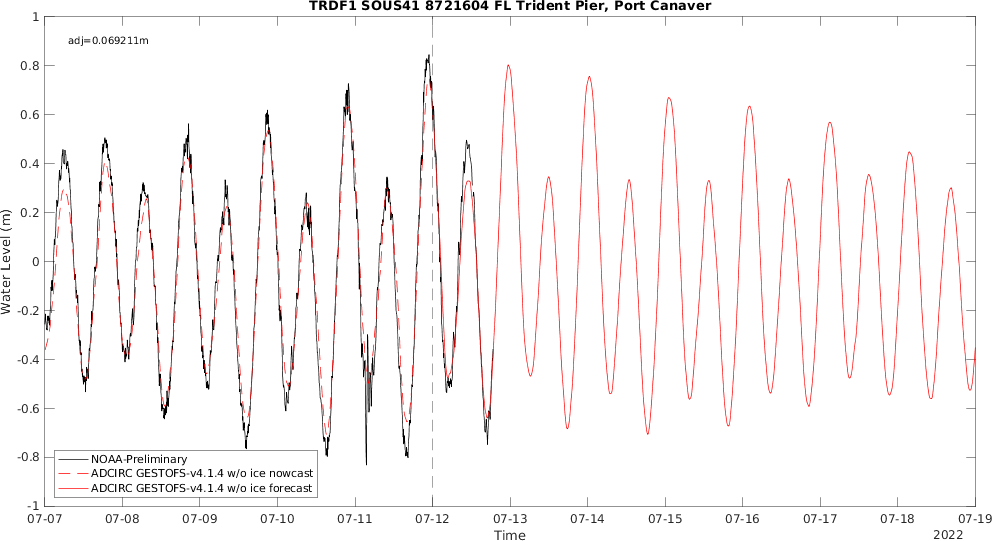 TRDF1 SOUS41 8721604 FL Trident Pier, Port Canaver
adj=0.069211m
1
0.8
0.6
0.4
0.2
0
-0.2
-0.4
-0.6
-0.8
-1
Water Level (m)
NOAA-Preliminary
ADCIRC GESTOFS-v4.1.4 w/o ice nowcast
ADCIRC GESTOFS-v4.1.4 w/o ice forecast
07-07 07-08 07-09 07-10 07-11 07-12 07-13 07-14 07-15 07-16 07-17 07-18 07-19
Time
2022